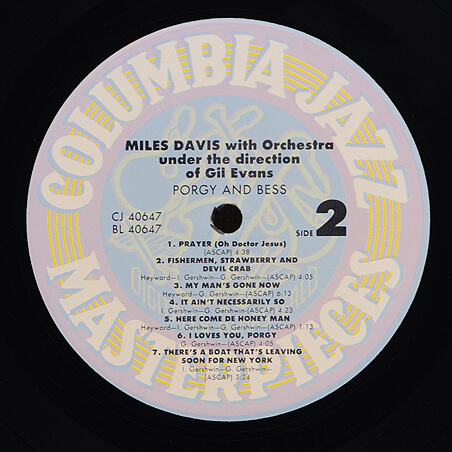 COLUMBIA JAZZ
MASTERPIECES
MILES DAVIS with Orchestra
under the direction
of Gil Evans
PORGY AND BESS
CJ 40647
BL 40647
SIDE 2
1. PRAYER (Oh Doctor Jesus)
(ASCAP) 4:38
2. FISHERMEN, STRAWBERRY AND
DEVIL CRAB
Heyward—I. Gershwin—G. Gershwin—(ASCAP) 4:05
3. MY MAN'S GONE NOW
Heyward—G. Gershwin—(ASCAP) 6:13
4. IT AIN'T NECESSARILY SO
I. Gershwin—G. Gershwin—(ASCAP) 4:23
5. HERE COME DE HONEY MAN
Heyward—I. Gershwin—G. Gershwin—(ASCAP) 1:13
6. I LOVES YOU, PORGY
G. Gershwin—(ASCAP) 3:35
7. THERE'S A BOAT THAT'S LEAVING
SOON FOR NEW YORK
I. Gershwin—G. Gershwin—
(ASCAP) 3:24